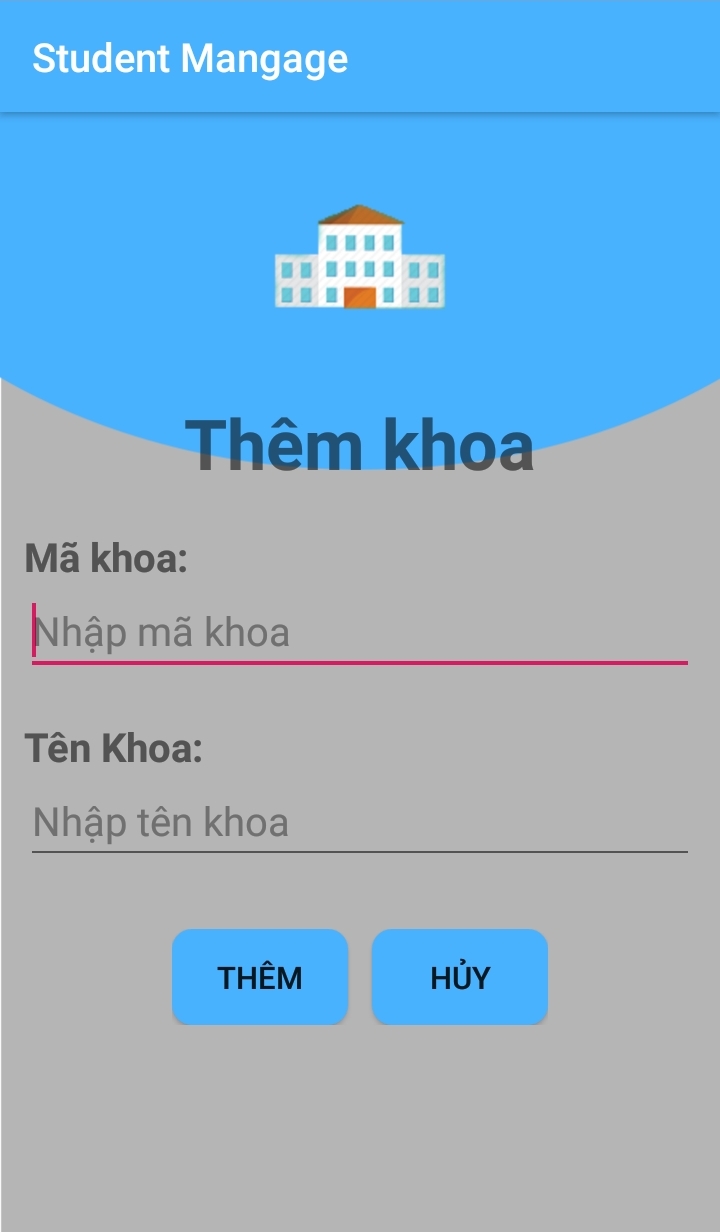 Student Mangage
Thêm khoa
Mã khoa:
Nhập mã khoa
Tên Khoa:
Nhập tên khoa
THÊM HỦY